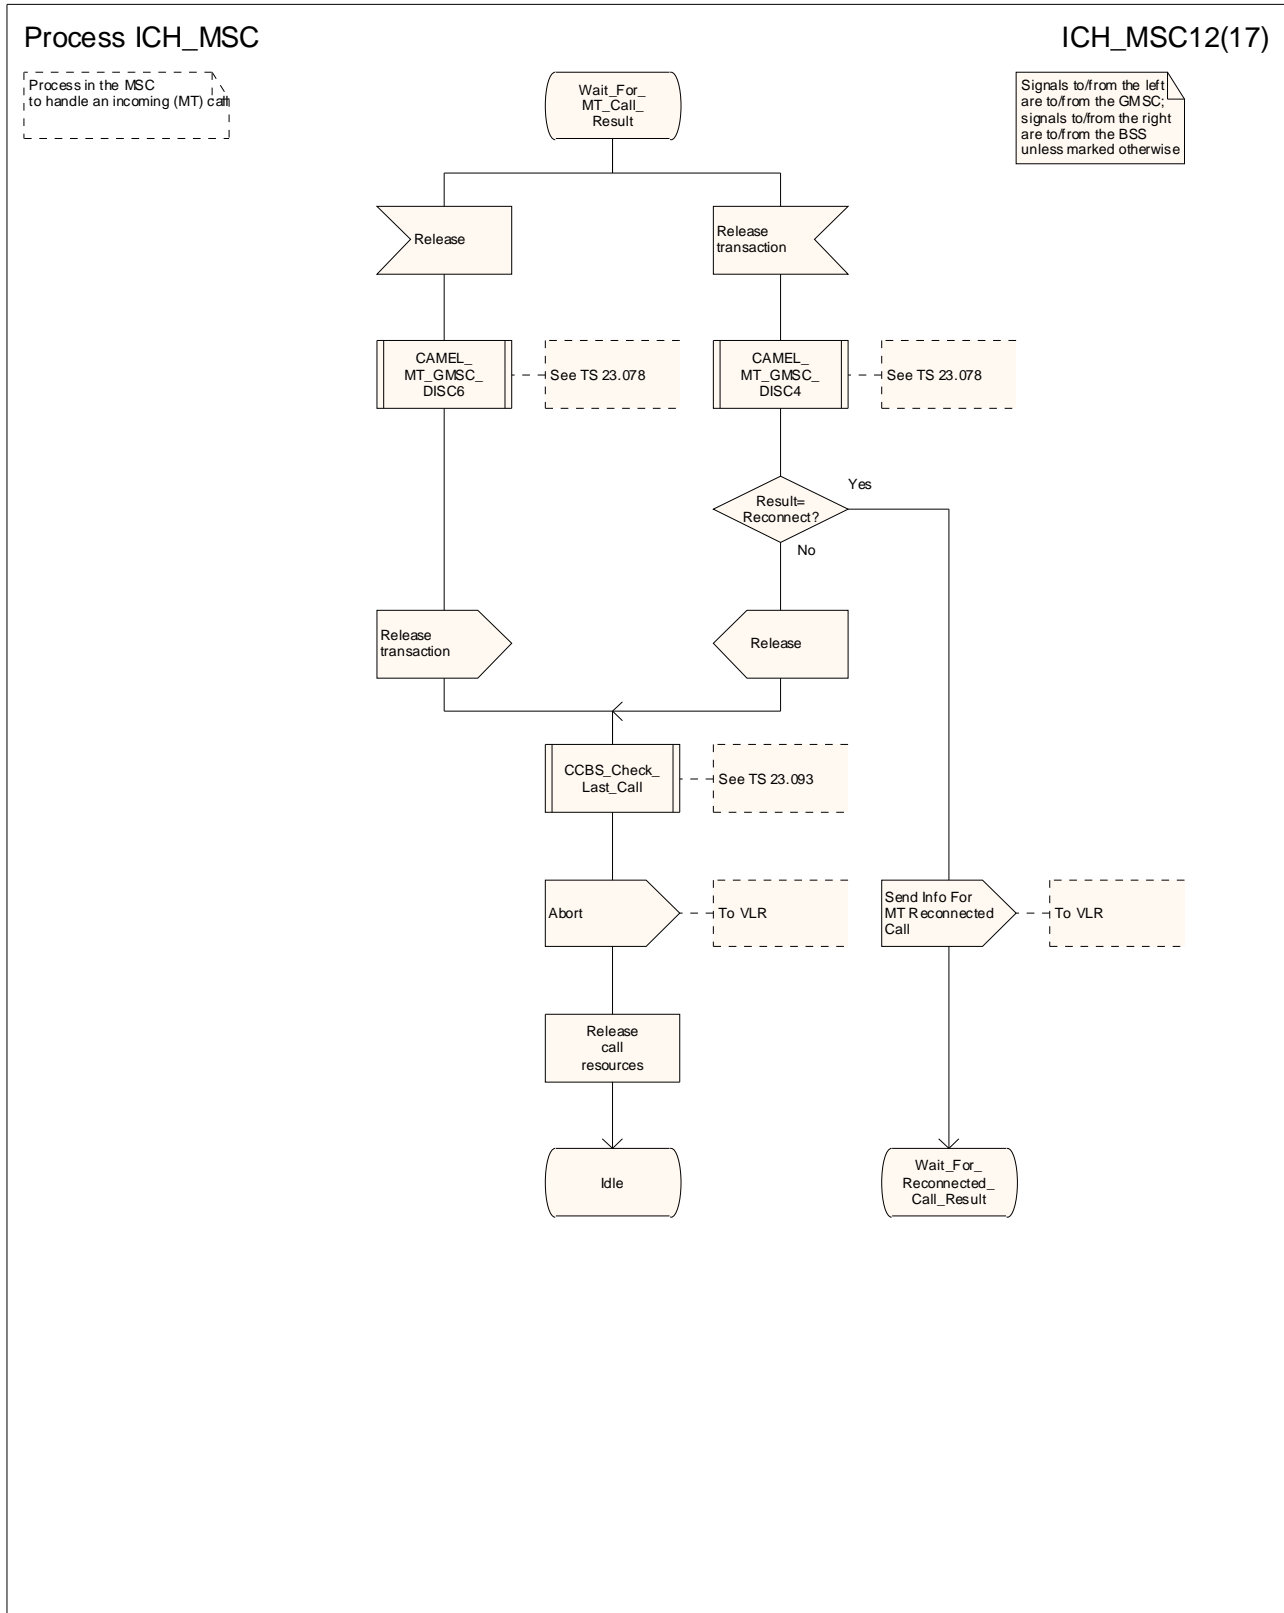 Process ICH_MSC
ICH_MSC12(17)
Process in the MSC
to handle an incoming (MT) call
Wait_For_
MT_Call_
Result
Signals to/from the left
are to/from the GMSC;
signals to/from the right
are to/from the BSS
unless marked otherwise
Release
Release
transaction
CAMEL_
MT_GMSC_
DISC6
See TS 23.078
CAMEL_
MT_GMSC_
DISC4
See TS 23.078
Result=
Reconnect?
Yes
No
Release
transaction
Release
CCBS_Check_
Last_Call
See TS 23.093
Abort
To VLR
Send Info For
MT Reconnected
Call
To VLR
Release
call
resources
Idle
Wait_For_
Reconnected_
Call_Result